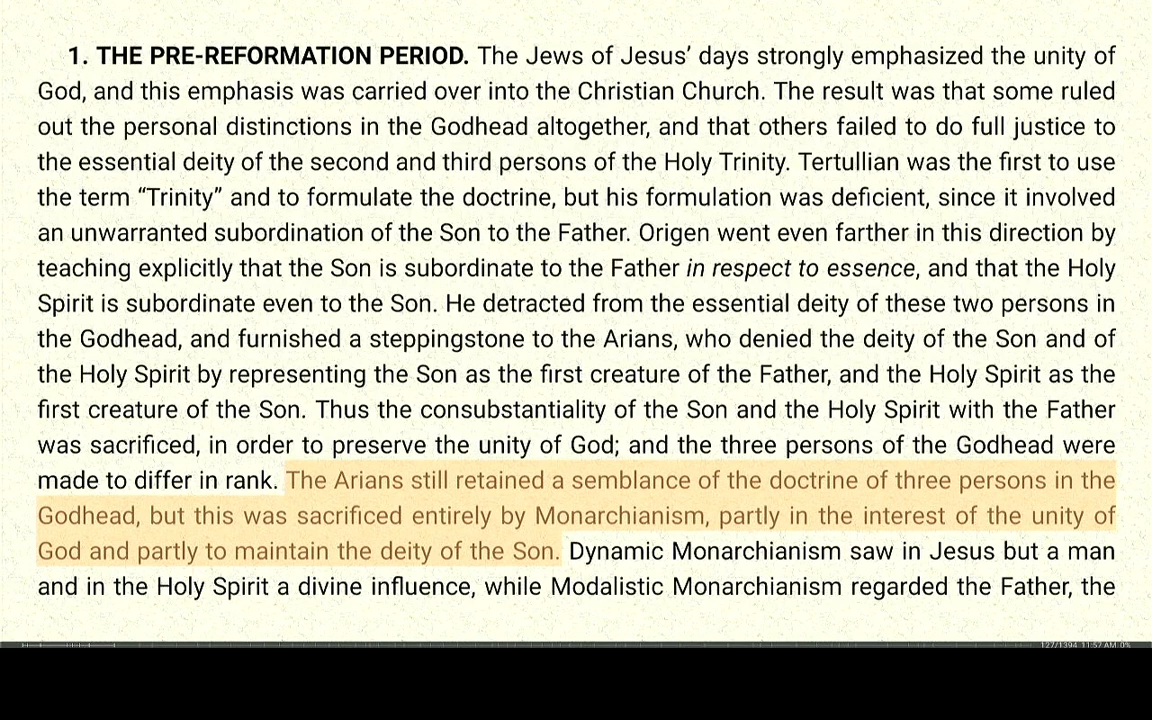 1. THE PRE-REFORMATION PERIOD. The Jews of Jesus’ days strongly emphasized the unity of
God, and this emphasis was carried over into the Christian Church. The result was that some ruled
out the personal distinctions in the Godhead altogether, and that others failed to do full justice to
the essential deity of the second and third persons of the Holy Trinity. Tertullian was the first to use
the term “Trinity” and to formulate the doctrine, but his formulation was deficient, since it involved
an unwarranted subordination of the Son to the Father. Origen went even farther in this direction by
teaching explicitly that the Son is subordinate to the Father in respect to essence, and that the Holy
Spirit is subordinate even to the Son. He detracted from the essential deity of these two persons in
the Godhead, and furnished a steppingstone to the Arians, who denied the deity of the Son and of
the Holy Spirit by representing the Son as the first creature of the Father, and the Holy Spirit as the
first creature of the Son. Thus the consubstantiality of the Son and the Holy Spirit with the Father
was sacrificed, in order to preserve the unity of God; and the three persons of the Godhead were
made to differ in rank. The Arians still retained a semblance of the doctrine of three persons in the
Godhead, but this was sacrificed entirely by Monarchianism, partly in the interest of the unity of
God and partly to maintain the deity of the Son. Dynamic Monarchianism saw in Jesus but a man
and in the Holy Spirit a divine influence, while Modalistic Monarchianism regarded the Father, the
127/1394 11:57 AM 0%